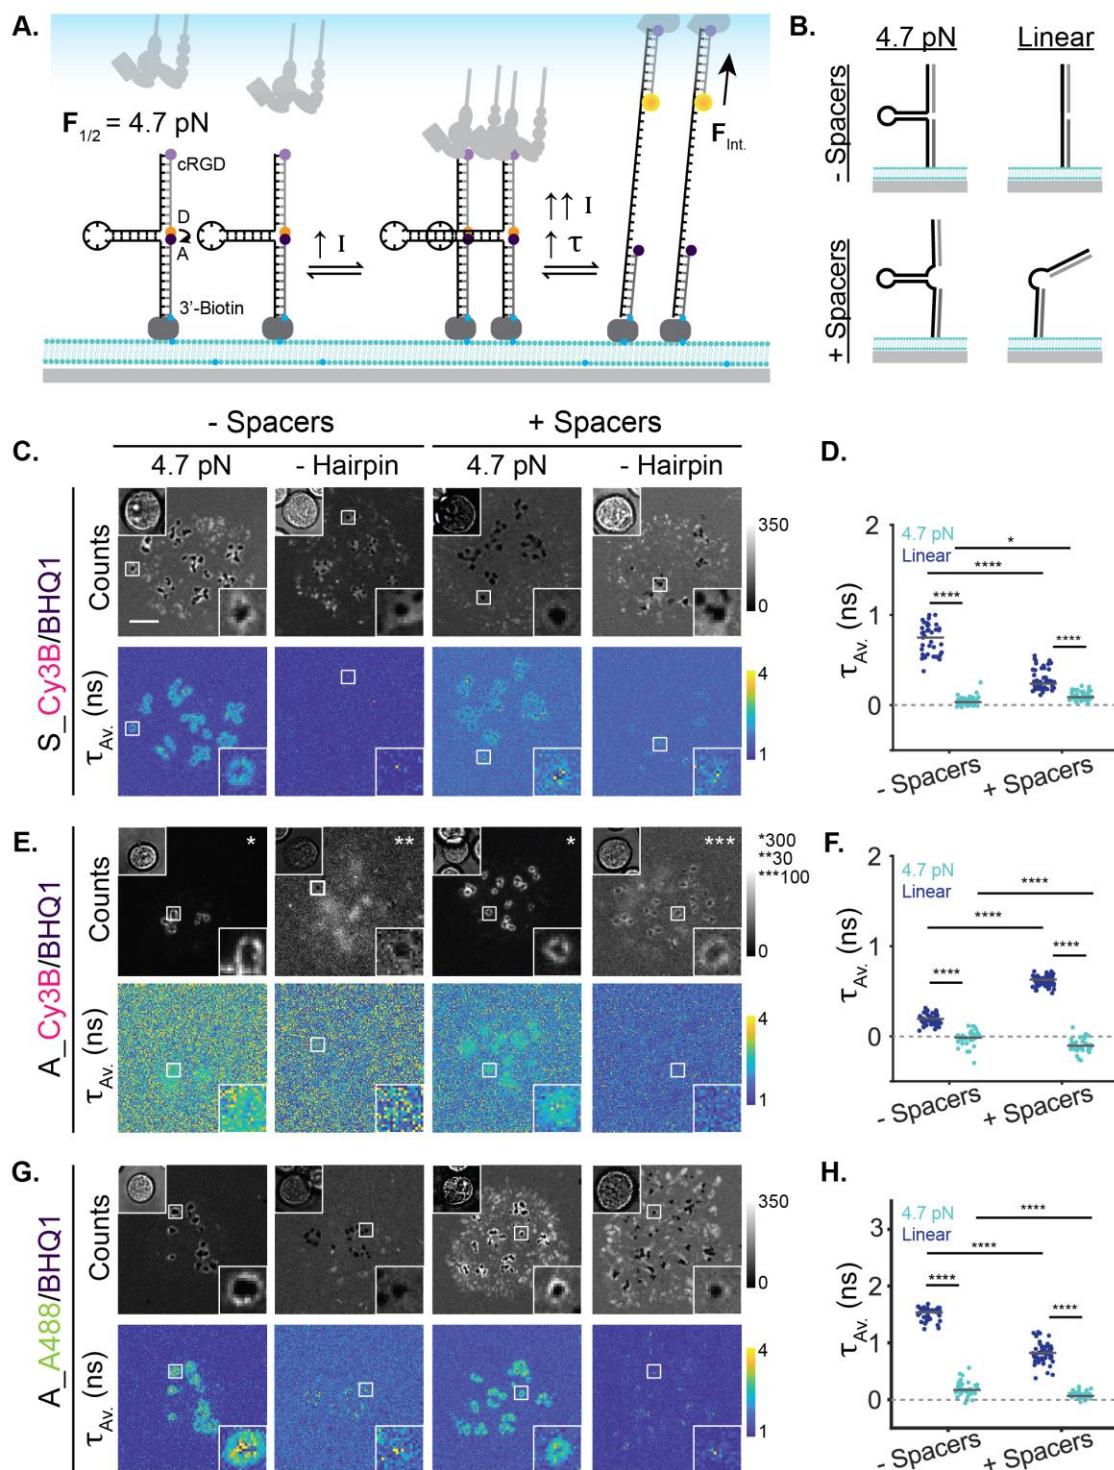 A.
F1/2 = 4.7 pN
cRGD
D
A
3'-Biotin
↑ I
↑↑ I
↑ τ
FInt.
B.
4.7 pN Linear
- Spacers
+ Spacers
- Spacers + Spacers
C.
4.7 pN - Hairpin 4.7 pN - Hairpin
S_Cy3B/BHQ1
Counts
350
0
τAv. (ns)
4
1
D.
τAv. (ns)
2
1
0
4.7 pN
Linear
*
****
****
****
- Spacers + Spacers
E.
A_Cy3B/BHQ1
Counts
* ** * ***
*300
**30
***100
0
τAv. (ns)
4
1
F.
τAv. (ns)
2
1
0
4.7 pN
Linear
****
****
****
****
- Spacers + Spacers
G.
A_A488/BHQ1
Counts
350
0
τAv. (ns)
4
1
H.
τAv. (ns)
3
2
1
0
4.7 pN
Linear
****
****
****
****
- Spacers + Spacers